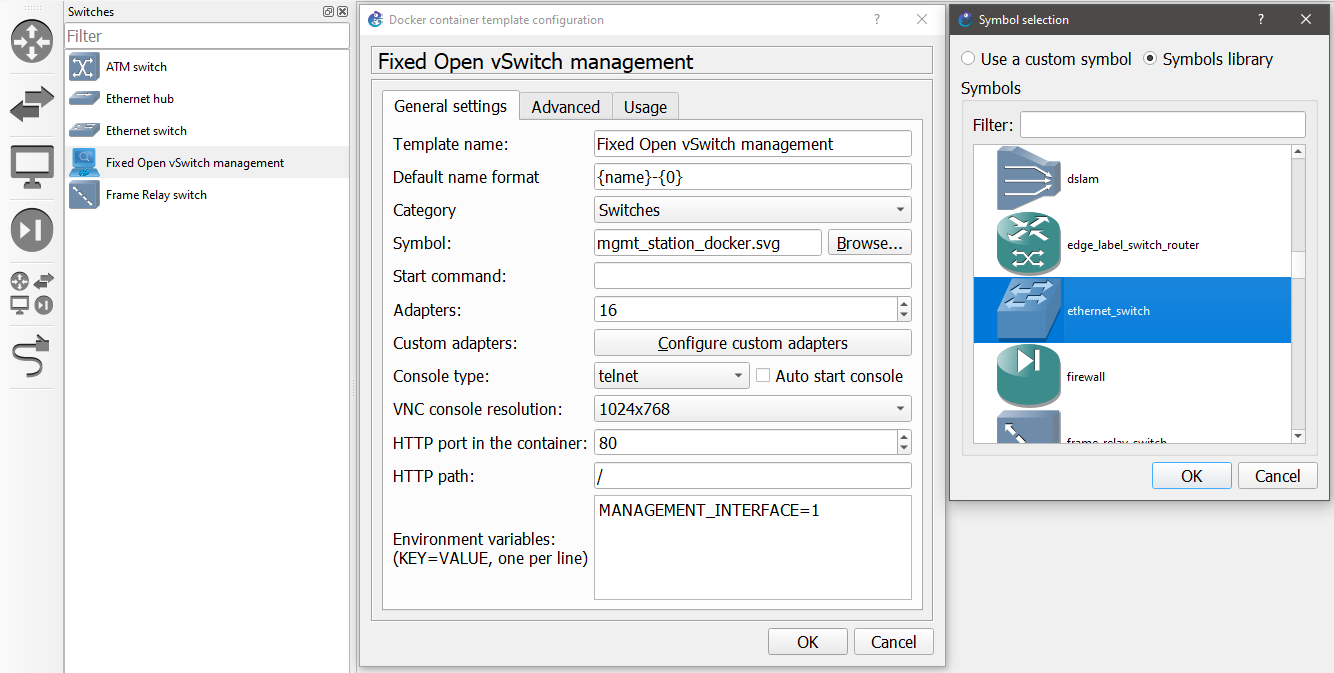 Switches
Filter
ATM switch
Ethernet hub
Ethernet switch
Fixed Open vSwitch management
Frame Relay switch
Docker container template configuration
?
Fixed Open vSwitch management
General settings
Advanced
Usage
Template name:
Fixed Open vSwitch management
Default name format
{name}-{0}
Category
Switches
Symbol:
mgmt_station_docker.svg
Browse...
Start command:
Adapters:
16
Custom adapters:
Configure custom adapters
Console type:
telnet
Auto start console
VNC console resolution:
1024x768
HTTP port in the container:
80
HTTP path:
/
Environment variables:
(KEY=VALUE, one per line)
MANAGEMENT_INTERFACE=1
OK
Cancel
Symbol selection
?
Use a custom symbol
Symbols library
Symbols
Filter:
dslam
edge_label_switch_router
ethernet_switch
firewall
frame_relay_switch
OK
Cancel